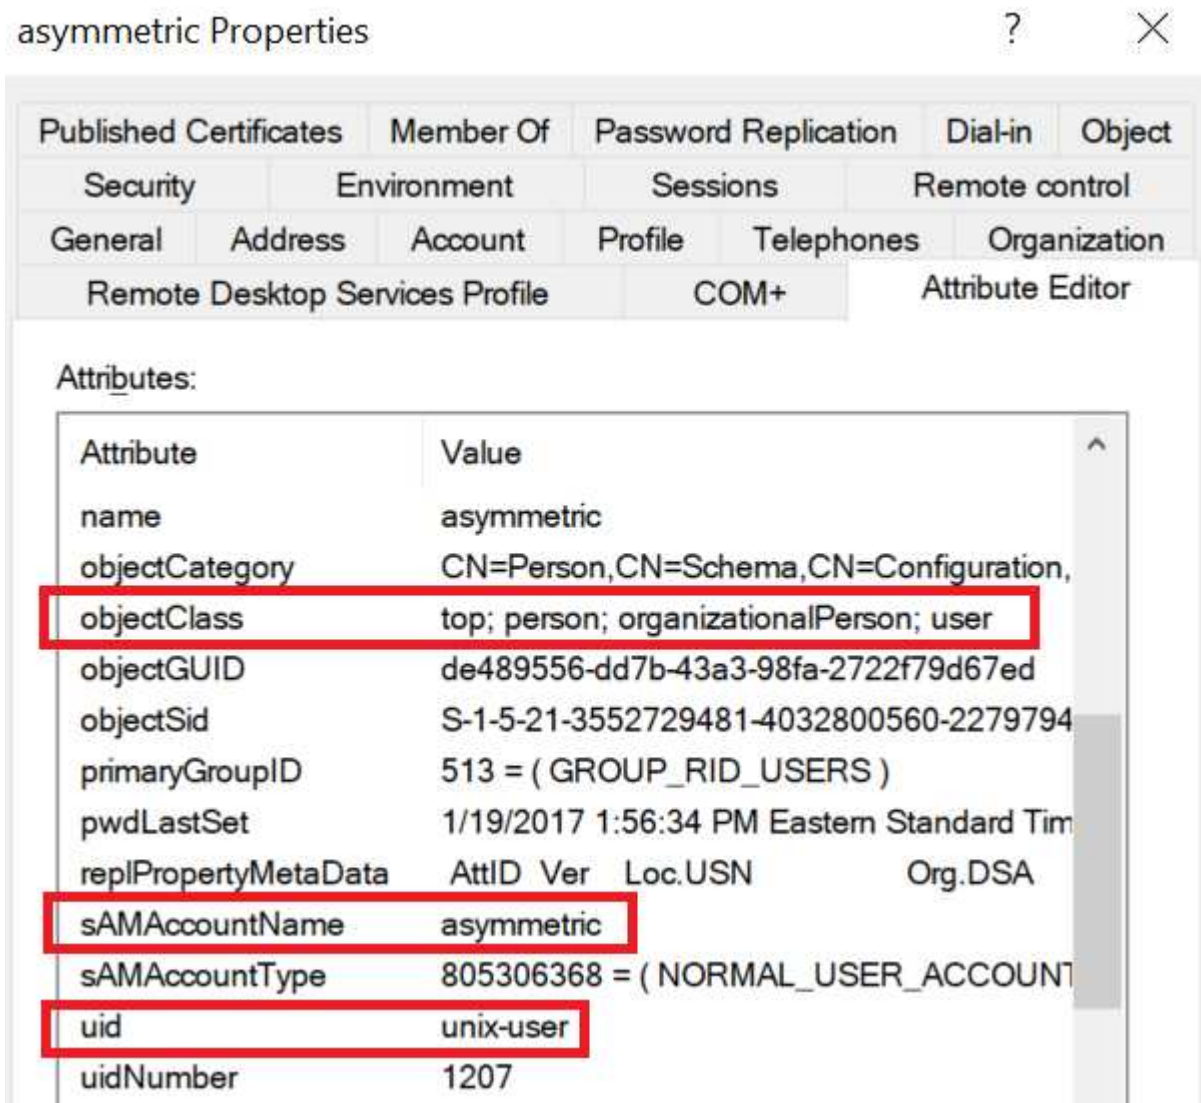 asymmetric Properties ?
Published Certificates Member Of Password Replication Dial-in Object
Security Environment Sessions Remote control
General Address Account Profile Telephones Organization
Remote Desktop Services Profile COM+ Attribute Editor
Attributes:
Attribute Value
name asymmetric
objectCategory CN=Person,CN=Schema,CN=Configuration,
objectClass top; person; organizationalPerson; user
objectGUID de489556-dd7b-43a3-98fa-2722f79d67ed
objectSid S-1-5-21-3552729481-4032800560-2279794
primaryGroupID 513 = ( GROUP_RID_USERS )
pwdLastSet 1/19/2017 1:56:34 PM Eastern Standard Tim
replPropertyMetaData AttID Ver Loc.USN Org.DSA
sAMAccountName asymmetric
sAMAccountType 805306368 = ( NORMAL_USER_ACCOUNT
uid unix-user
uidNumber 1207